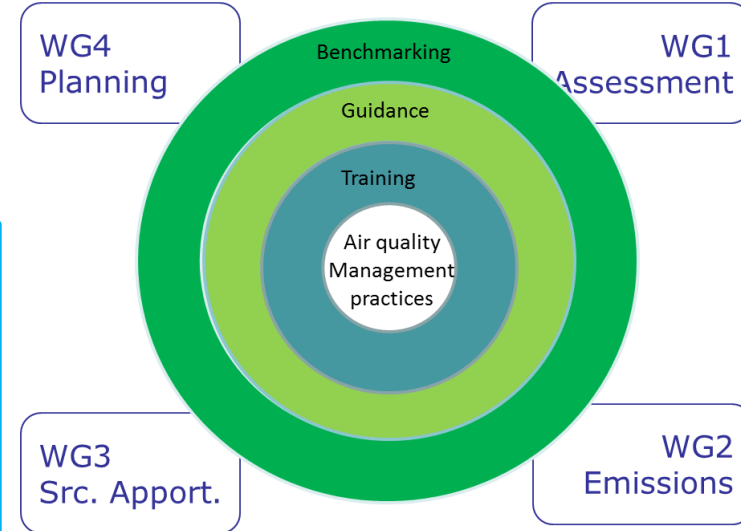 WG4
Planning
Benchmarking
WG1
Assessment
Guidance
Training
Air quality
Management
practices
WG3
Src. Apport.
WG2
Emissions